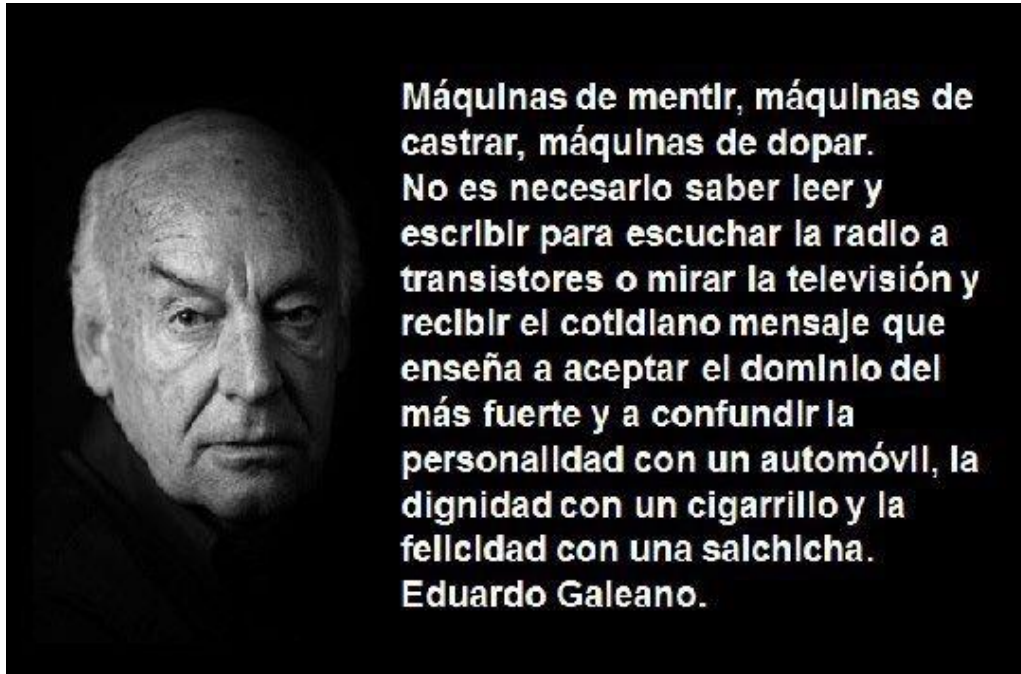 Máquinas de mentir, máquinas de
castrar, máquinas de dopar.
No es necesario saber leer y
escribir para escuchar la radio a
transistores o mirar la televisión y
recibir el cotidiano mensaje que
enseña a aceptar el dominio del
más fuerte y a confundir la
personalidad con un automóvil, la
dignidad con un cigarrillo y la
felicidad con una salchicha.
Eduardo Galeano.